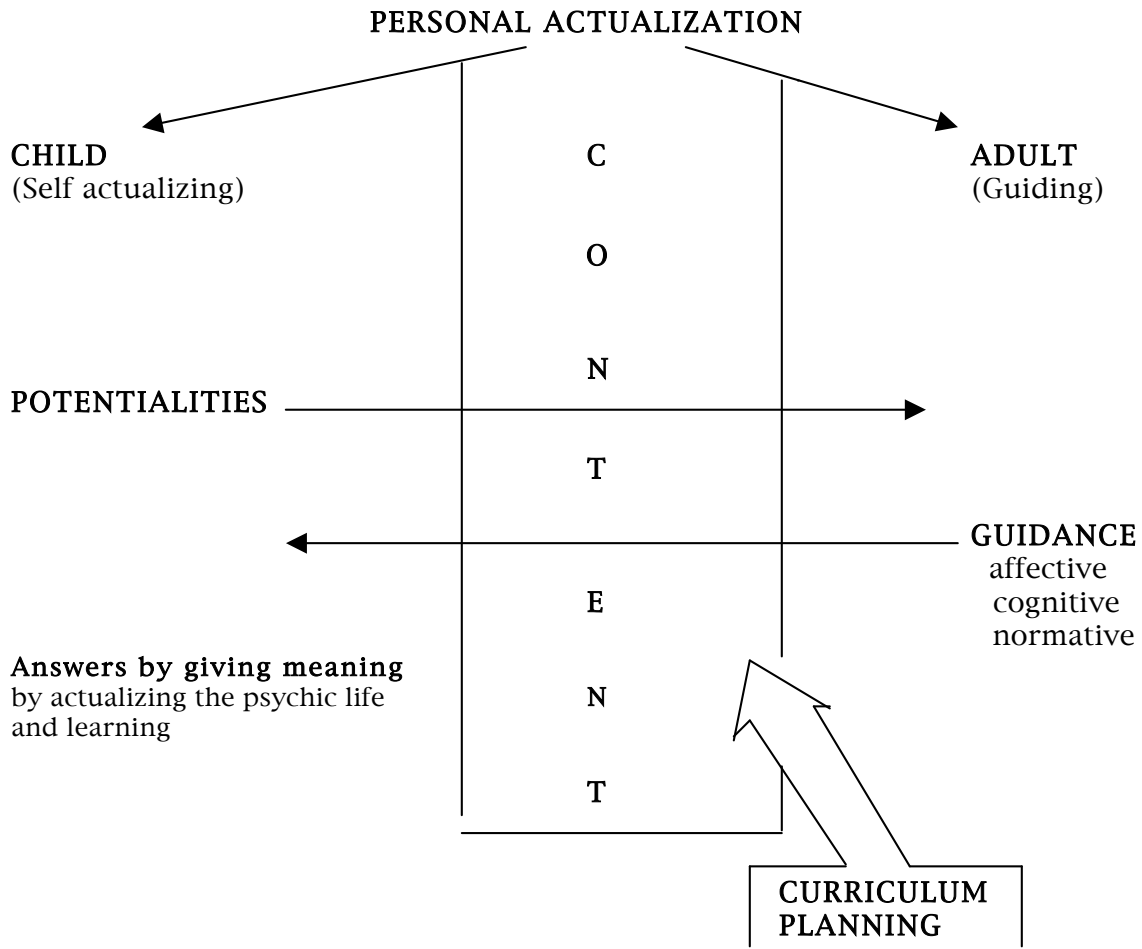 PERSONAL ACTUALIZATION
CHILD
(Self actualizing)
C
ADULT
(Guiding)
O
N
POTENTIALITIES
T
GUIDANCE
affective
cognitive
normative
E
Answers by giving meaning
by actualizing the psychic life
and learning
N
T
CURRICULUM
PLANNING